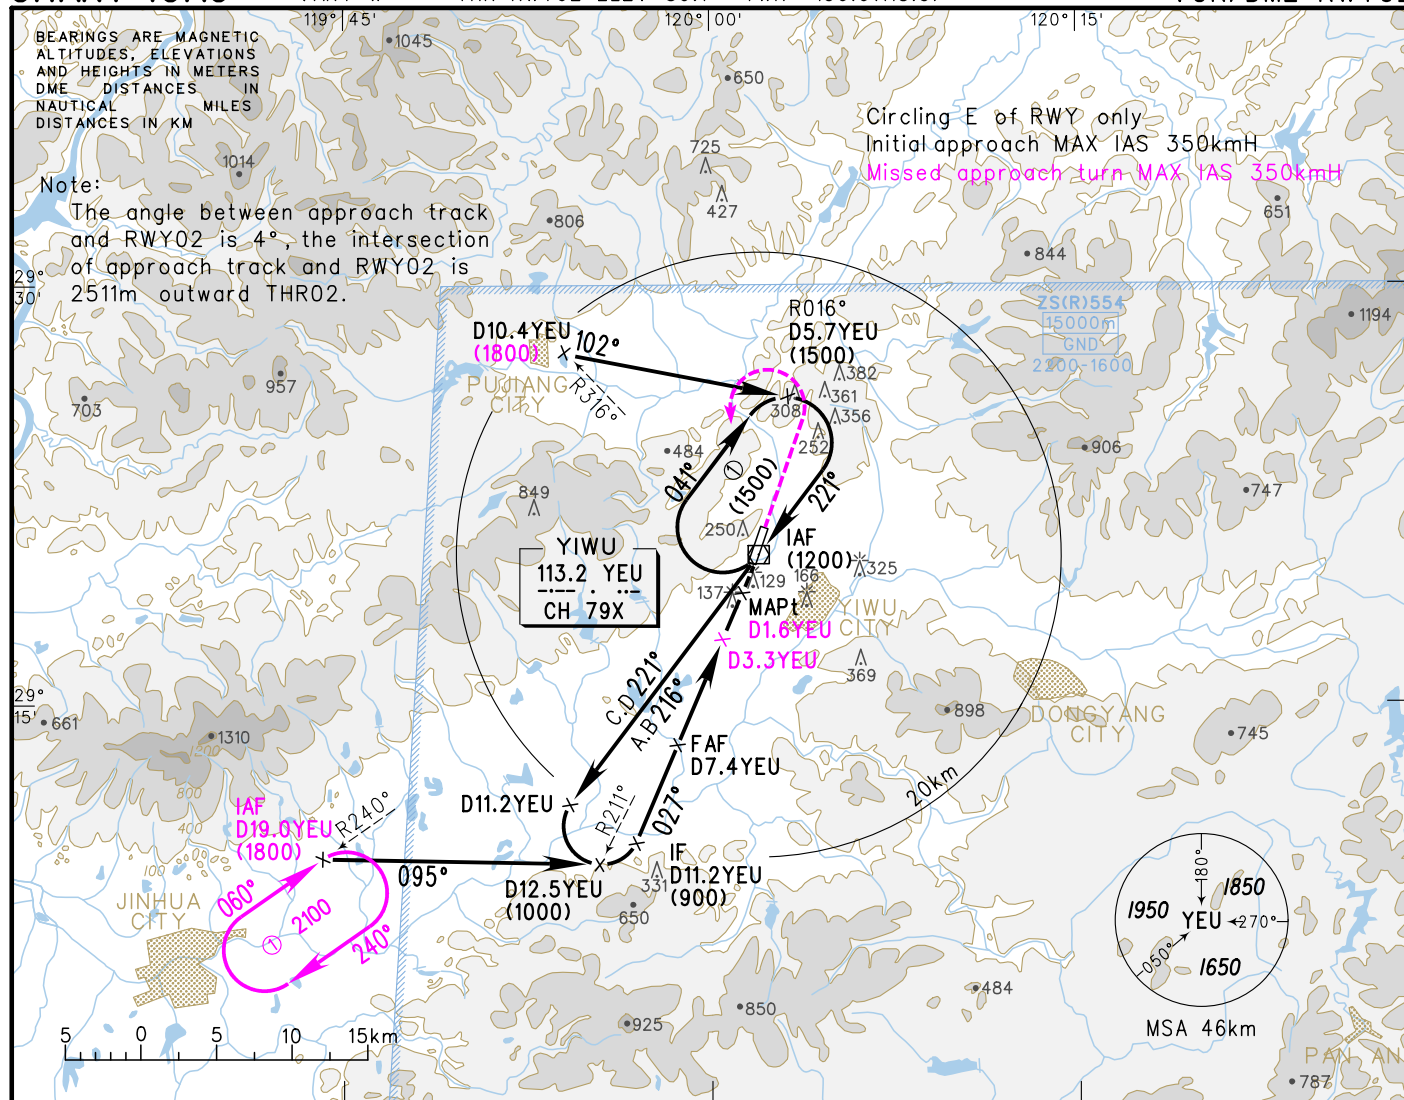 119°45'
120°00'
120°15'
BEARINGS ARE MAGNETIC
ALTITUDES, ELEVATIONS
AND HEIGHTS IN METERS
DME DISTANCES IN
NAUTICAL MILES
DISTANCES IN KM
1045
650
Circling E of RWY only
Initial approach MAX IAS 350kmH
Missed approach turn MAX IAS 350kmH
725
1014
427
651
Note:
The angle between approach track
and RWY02 is 4°, the intersection
of approach track and RWY02 is
2511m outward THR02.
806
844
29°
30'
ZS(R)554
15000m
GND
2200-1600
1194
R016°
D5.7YEU
(1500)
D10.4YEU
(1800)
102°
R316°
PUJIANG
CITY
957
703
382
361
356
308
252
484
906
747
041°
1
(1500)
221°
849
250
IAF
(1200)
YIWU
113.2 YEU
CH 79X
325
129
166
137
MAPt
D1.6YEU
D3.3YEU
YIWU
CITY
369
29°
15'
661
1310
1200
C.D 221°
A.B 216°
898
DONGYANG
CITY
745
FAF
D7.4YEU
800
400
100
IAF
D19.0YEU
(1800)
R240°
D11.2YEU
R211°
027°
20km
095°
D12.5YEU
(1000)
IF
D11.2YEU
(900)
331
650
JINHUA
CITY
060°
1
2100
240°
180°
1850
1950
YEU
270°
050°
1650
MSA 46km
484
850
925
787
5 0 5 10 15km